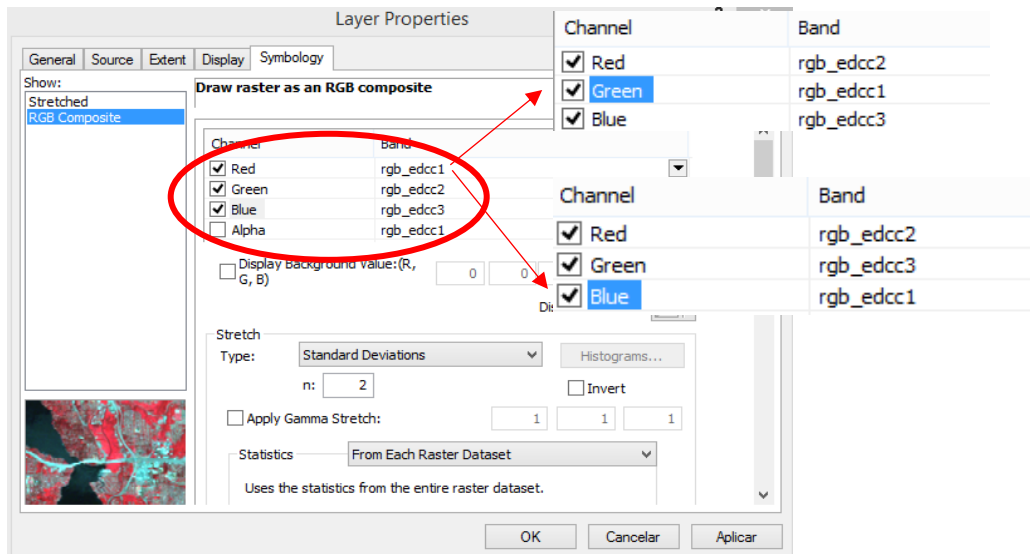 Layer Properties
General Source Extent Display Symbology
Show:
Stretched
RGB Composite
Draw raster as an RGB composite
Channel Band
Red rgb_edcc1
Green rgb_edcc2
Blue rgb_edcc3
Alpha rgb_edcc1
Display Background Value:(R,
G, B) 0 0
Stretch
Type: Standard Deviations Histograms...
n: 2 Invert
Apply Gamma Stretch: 1 1 1
Statistics From Each Raster Dataset
Uses the statistics from the entire raster dataset.
OK Cancelar Aplicar
Channel Band
Red rgb_edcc2
Green rgb_edcc1
Blue rgb_edcc3
Channel Band
Red rgb_edcc2
Green rgb_edcc3
Blue rgb_edcc1